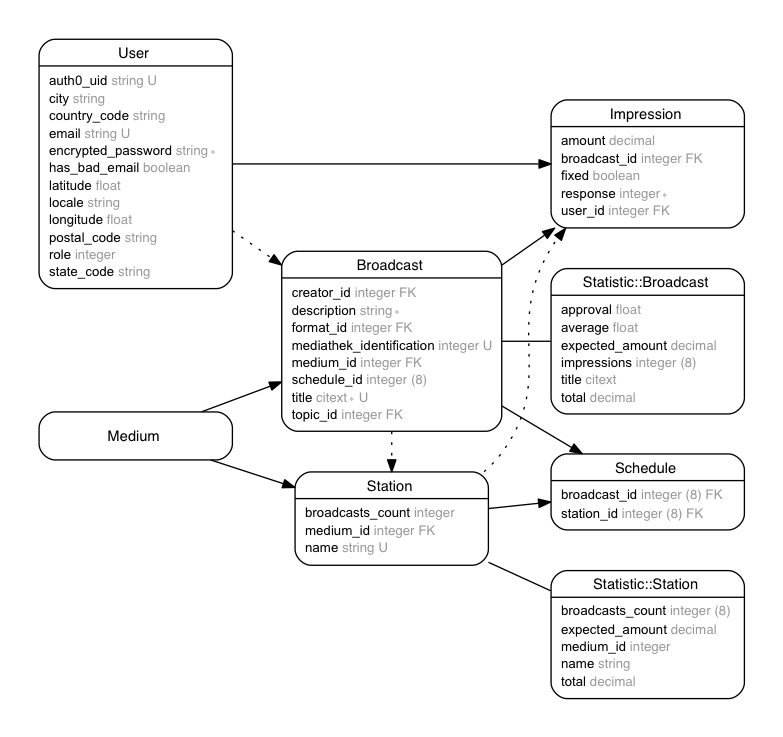 User
auth0_uid string U
city string
country_code string
email string U
encrypted_password string ∗
has_bad_email boolean
latitude float
locale string
longitude float
postal_code string
role integer
state_code string
Impression
amount decimal
broadcast_id integer FK
fixed boolean
response integer ∗
user_id integer FK
Broadcast
creator_id integer FK
description string ∗
format_id integer FK
mediathek_identification integer U
medium_id integer FK
schedule_id integer (8)
title citext ∗ U
topic_id integer FK
Statistic::Broadcast
approval float
average float
expected_amount decimal
impressions integer (8)
title citext
total decimal
Medium
Station
broadcasts_count integer
medium_id integer FK
name string U
Schedule
broadcast_id integer (8) FK
station_id integer (8) FK
Statistic::Station
broadcasts_count integer (8)
expected_amount decimal
medium_id integer
name string
total decimal